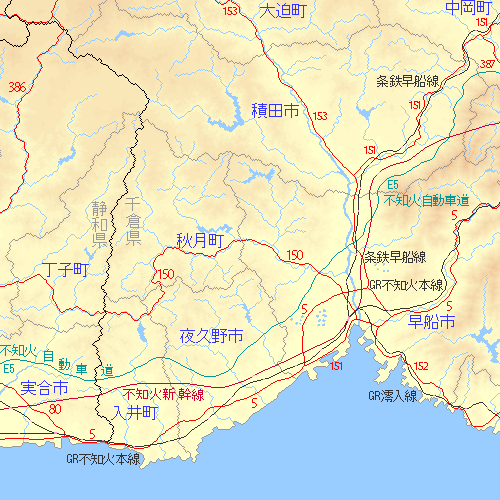 153
大迫町
中岡町
151
386
387
条鉄早船線
151
積田市
153
151
151
E5
不知火自動車道
静和県
千倉県
5
秋月町
150
条鉄早船線
丁子町
150
GR不知火本線
5
5
早船市
夜久野市
不知火自動車道
E5
151
152
実合市
不知火新幹線
GR澪入線
80
入井町
5
5
GR不知火本線